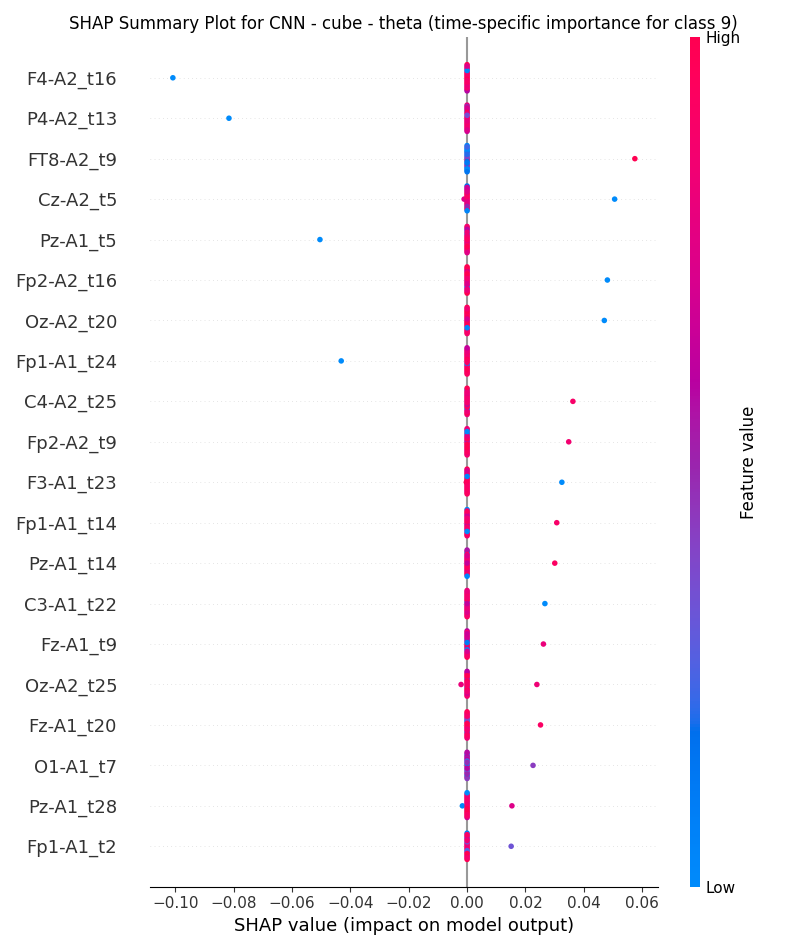 SHAP Summary Plot for CNN - cube - theta (time-specific importance for class 9)
High
F4-A2_t16
P4-A2_t13
FT8-A2_t9
Cz-A2_t5
Pz-A1_t5
Fp2-A2_t16
Oz-A2_t20
Fp1-A1_t24
C4-A2_t25
Fp2-A2_t9
F3-A1_t23
Fp1-A1_t14
Pz-A1_t14
C3-A1_t22
Fz-A1_t9
Oz-A2_t25
Fz-A1_t20
O1-A1_t7
Pz-A1_t28
Fp1-A1_t2
Feature value
Low
−0.10 −0.08 −0.06 −0.04 −0.02 0.00 0.02 0.04 0.06
SHAP value (impact on model output)